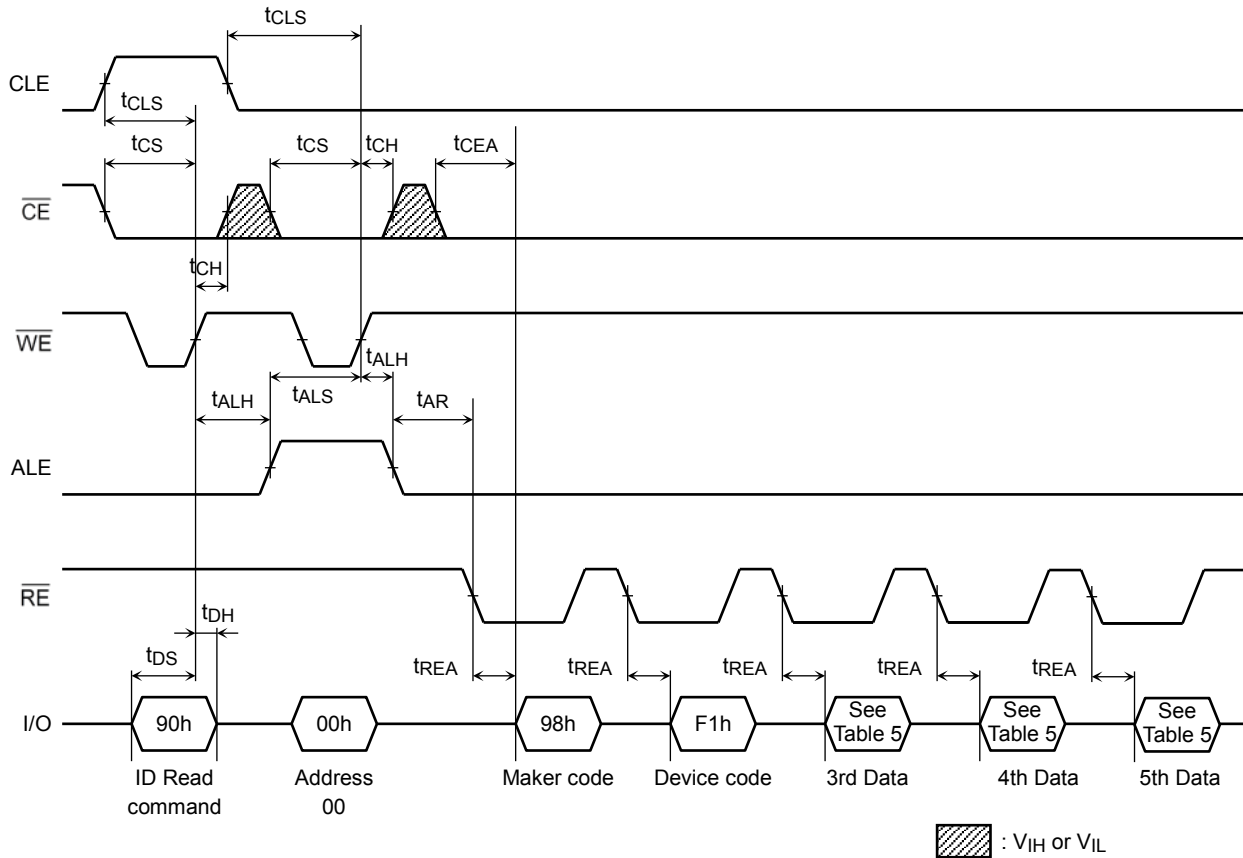 tCLS
CLE
tCLS
tCS
tCS
tCH
tCEA
CE
tCH
WE
tALH
tALH
tALS
tAR
ALE
RE
tDH
tDS
tREA
tREA
tREA
tREA
tREA
I/O
90h
00h
98h
F1h
See
Table 5
See
Table 5
See
Table 5
ID Read
command
Address
00
Maker code
Device code
3rd Data
4th Data
5th Data
: VIH or VIL